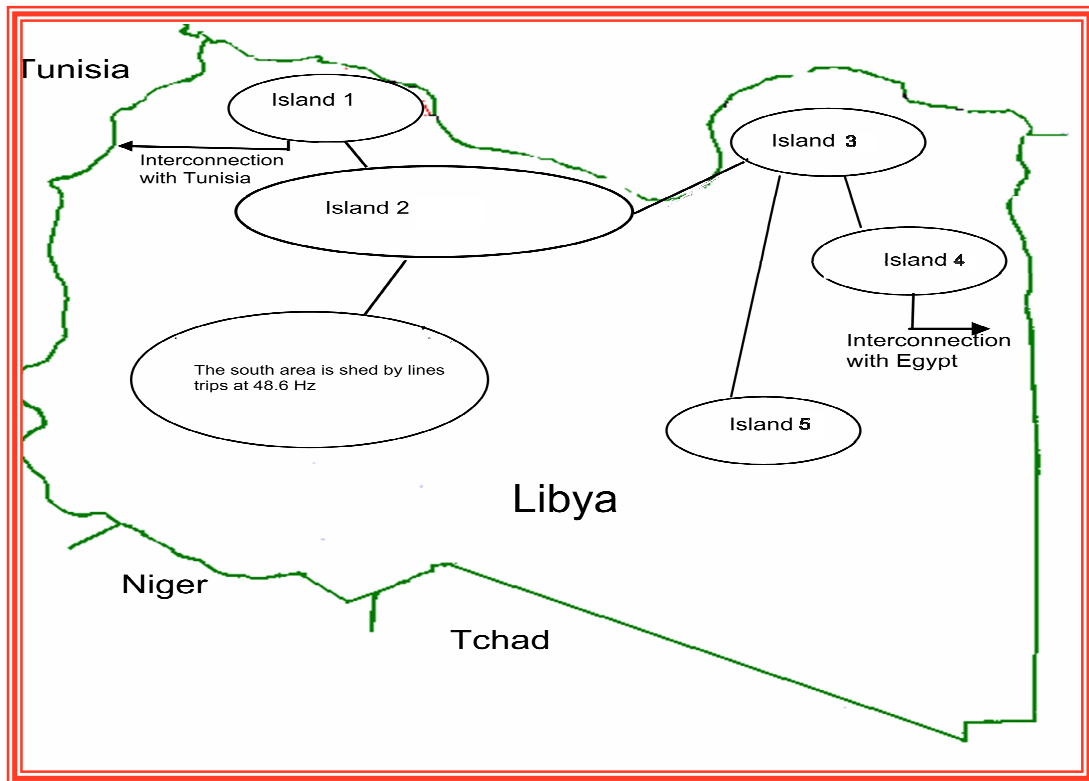 Tunisia
Island 1
Interconnection
with Tunisia
Island 2
Island 3
Island 4
Interconnection
with Egypt
The south area is shed by lines
trips at 48.6 Hz
Island 5
Libya
Niger
Tchad